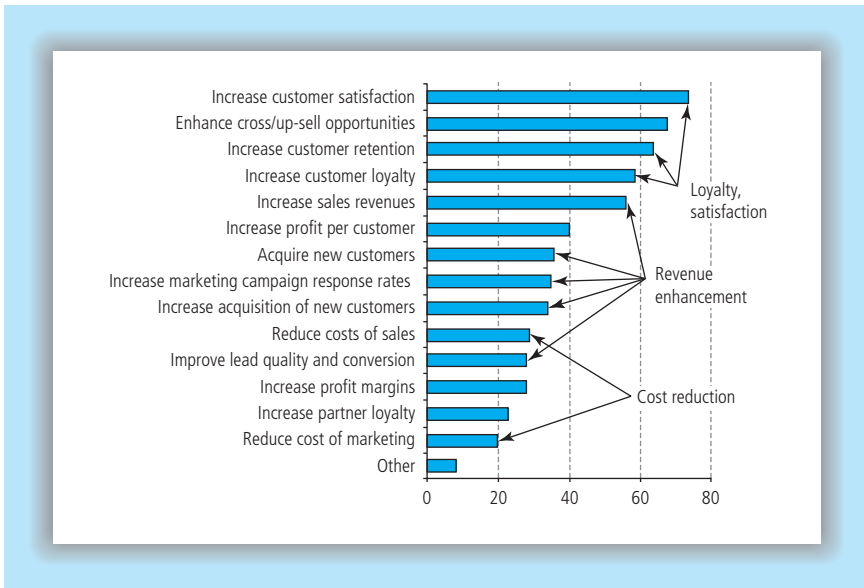 Increase customer satisfaction
Enhance cross/up-sell opportunities
Increase customer retention
Increase customer loyalty
Increase sales revenues
Increase profit per customer
Acquire new customers
Increase marketing campaign response rates
Increase acquisition of new customers
Reduce costs of sales
Improve lead quality and conversion
Increase profit margins
Increase partner loyalty
Reduce cost of marketing
Other
Loyalty,
satisfaction
Revenue
enhancement
Cost reduction
0 20 40 60 80